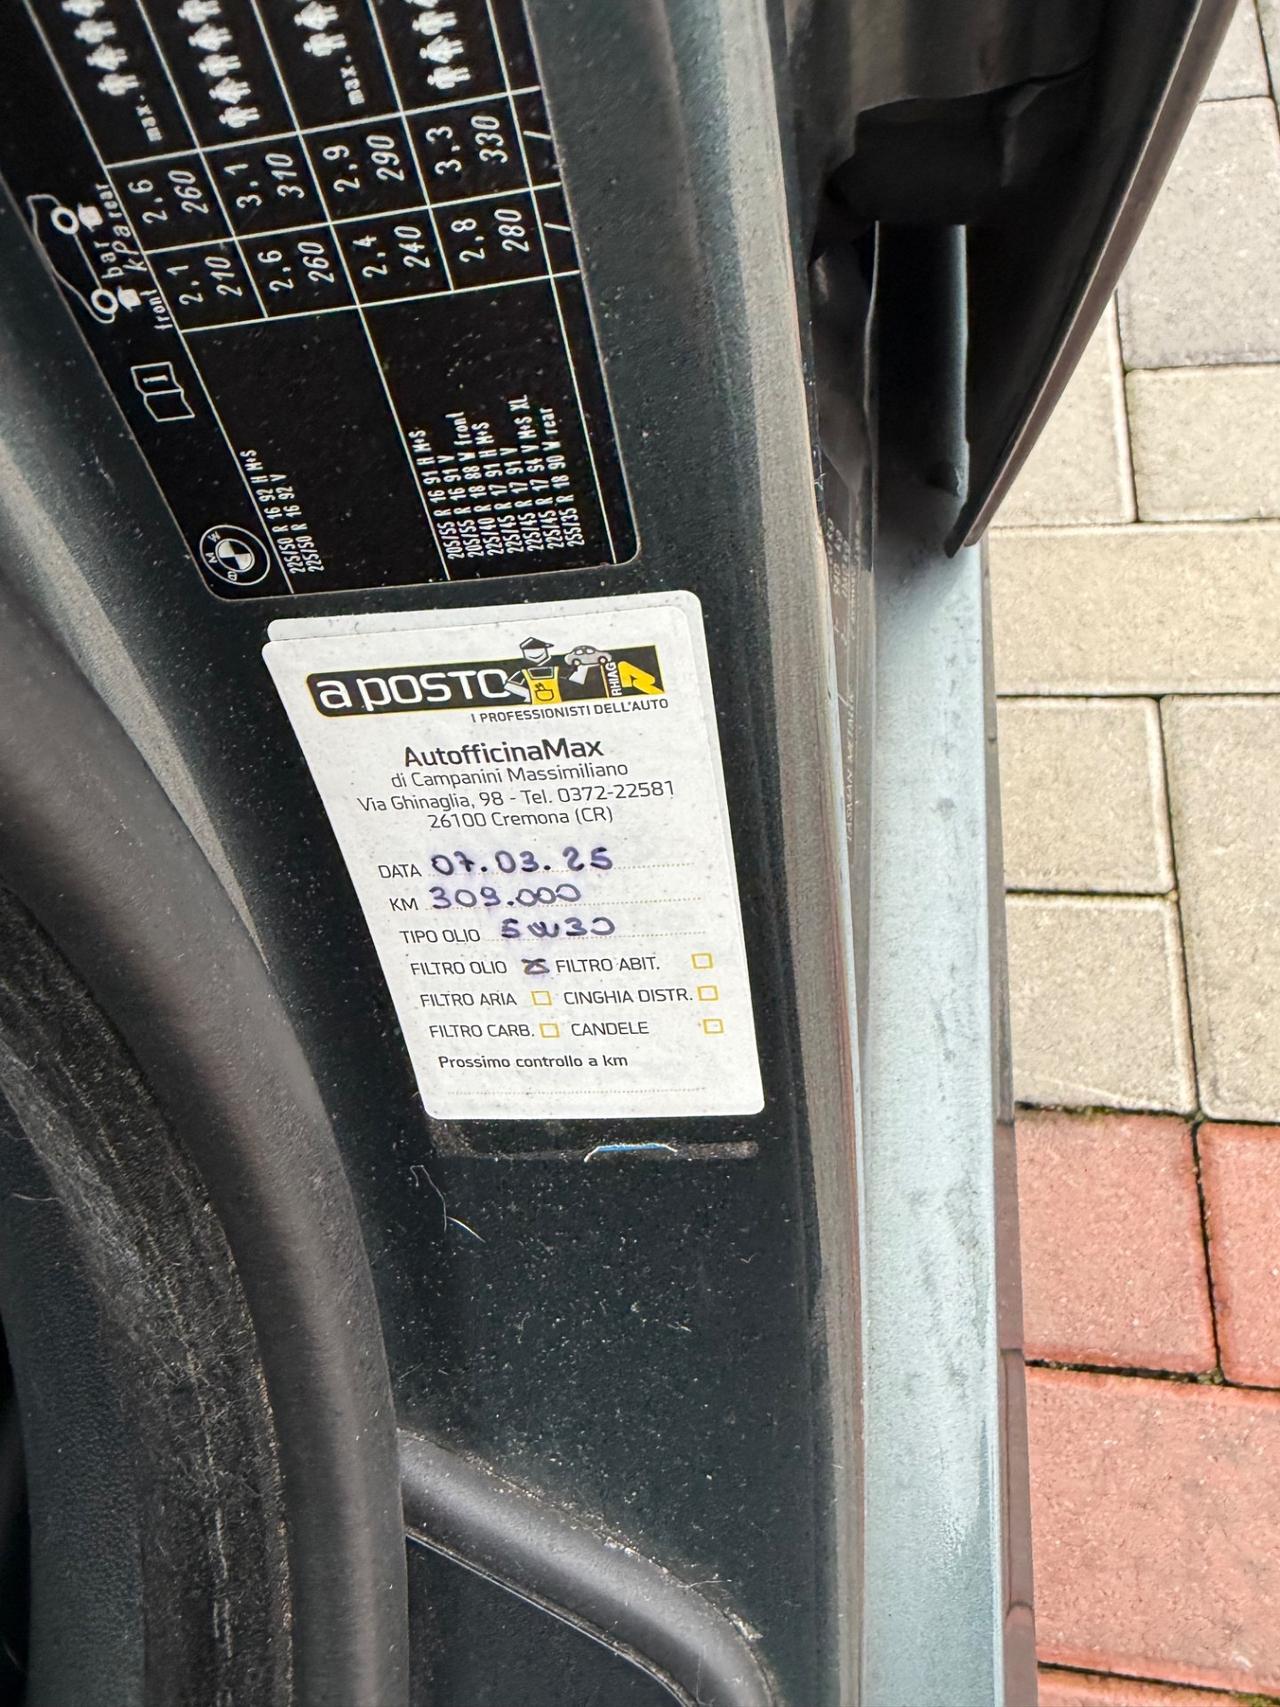 max.
max.
bar
kPa
front
rear
2.6
260
3.1
310
2.9
290
3.3
330
/
2.1
210
2.6
260
2.4
240
2.8
280
/
BMW
225/50 R 16 92 H M+S
225/50 R 16 92 V
205/55 R 16 91 H M+S
205/55 R 16 91 V
225/40 R 18 88 W front
225/45 R 17 91 H M+S
225/45 R 17 91 V
225/45 R 17 94 V M+S XL
255/35 R 18 90 W rear
a POSTO
RHIAG
I PROFESSIONISTI DELL'AUTO
AutofficinaMax
di Campanini Massimiliano
Via Ghinaglia, 98 - Tel. 0372-22581
26100 Cremona (CR)
DATA 07.03.25
KM 309.000
TIPO OLIO 5W30
FILTRO OLIO FILTRO ABIT.
FILTRO ARIA CINGHIA DISTR.
FILTRO CARB. CANDELE
Prossimo controllo a km